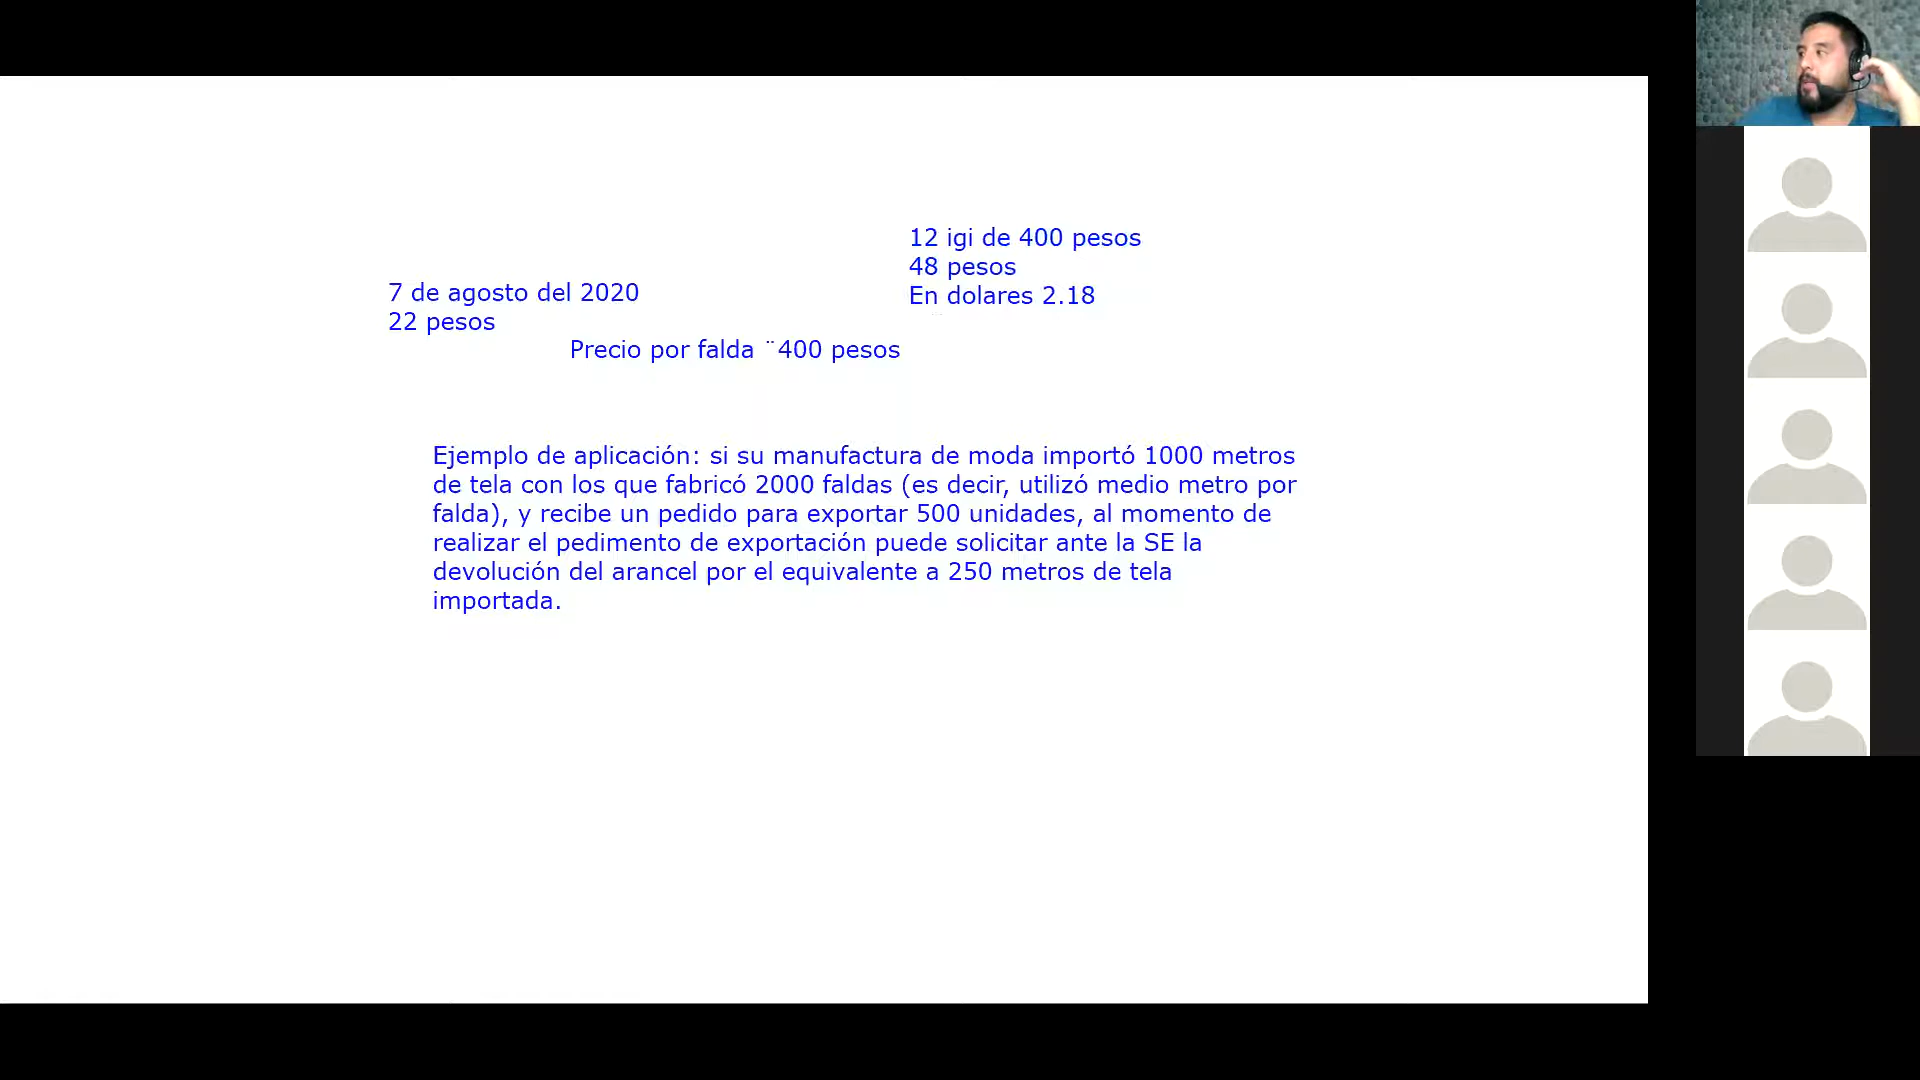 12 igi de 400 pesos
48 pesos
En dolares 2.18
7 de agosto del 2020
22 pesos
Precio por falda ¨400 pesos
Ejemplo de aplicación: si su manufactura de moda importó 1000 metros
de tela con los que fabricó 2000 faldas (es decir, utilizó medio metro por
falda), y recibe un pedido para exportar 500 unidades, al momento de
realizar el pedimento de exportación puede solicitar ante la SE la
devolución del arancel por el equivalente a 250 metros de tela
importada.